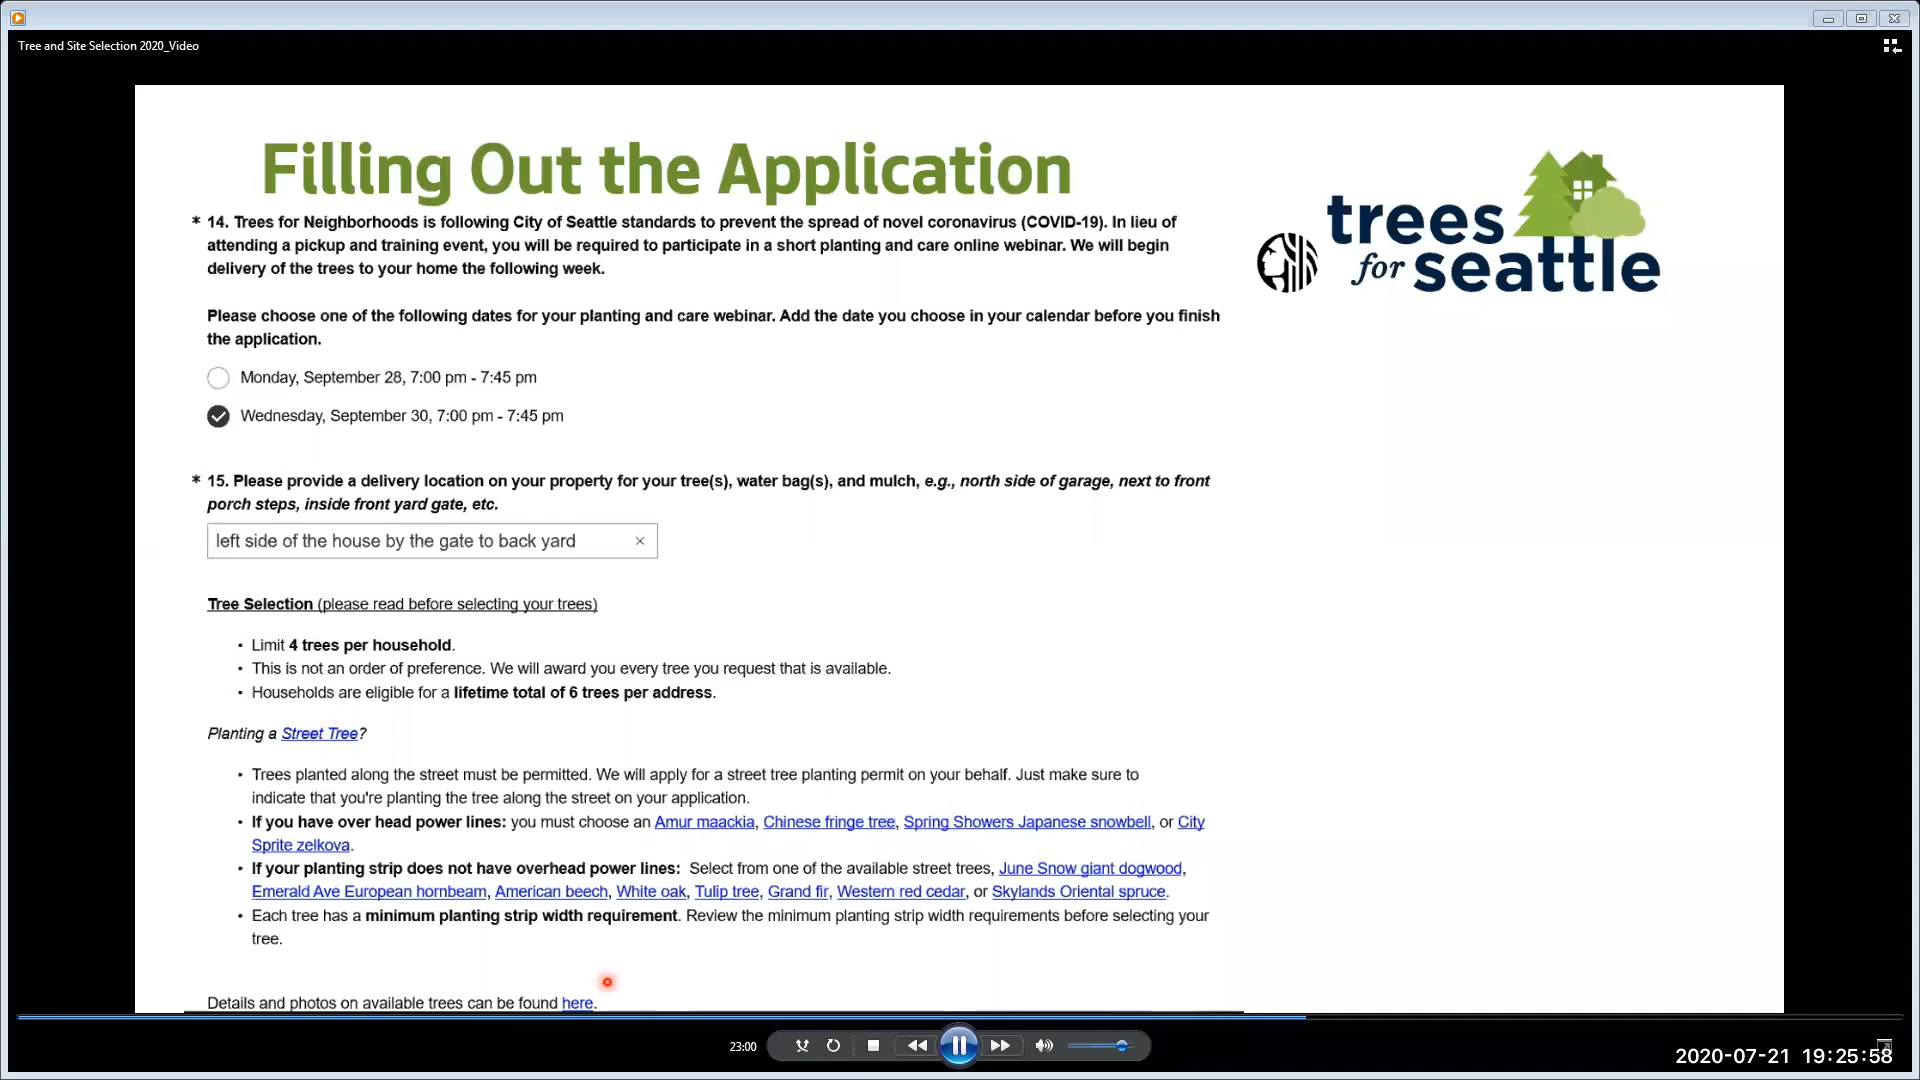 Tree and Site Selection 2020_Video
Filling Out the Application
trees
for seattle
* 14. Trees for Neighborhoods is following City of Seattle standards to prevent the spread of novel coronavirus (COVID-19). In lieu of
attending a pickup and training event, you will be required to participate in a short planting and care online webinar. We will begin
delivery of the trees to your home the following week.
Please choose one of the following dates for your planting and care webinar. Add the date you choose in your calendar before you finish
the application.
Monday, September 28, 7:00 pm - 7:45 pm
Wednesday, September 30, 7:00 pm - 7:45 pm
* 15. Please provide a delivery location on your property for your tree(s), water bag(s), and mulch, e.g., north side of garage, next to front
porch steps, inside front yard gate, etc.
left side of the house by the gate to back yard
Tree Selection (please read before selecting your trees)
• Limit 4 trees per household.
• This is not an order of preference. We will award you every tree you request that is available.
• Households are eligible for a lifetime total of 6 trees per address.
Planting a Street Tree?
• Trees planted along the street must be permitted. We will apply for a street tree planting permit on your behalf. Just make sure to
indicate that you're planting the tree along the street on your application.
• If you have over head power lines: you must choose an Amur maackia, Chinese fringe tree, Spring Showers Japanese snowbell, or City
Sprite zelkova.
• If your planting strip does not have overhead power lines: Select from one of the available street trees, June Snow giant dogwood,
Emerald Ave European hornbeam, American beech, White oak, Tulip tree, Grand fir, Western red cedar, or Skylands Oriental spruce.
• Each tree has a minimum planting strip width requirement. Review the minimum planting strip width requirements before selecting your
tree.
Details and photos on available trees can be found here.
23:00
2020-07-21 19:25:58